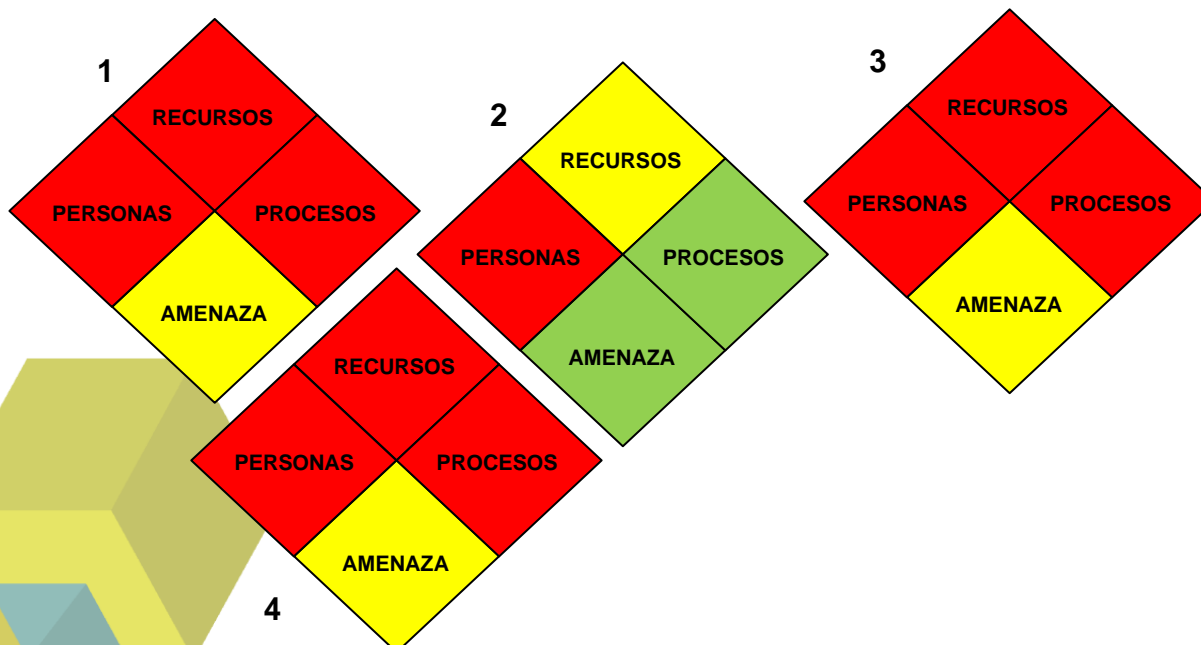 1
RECURSOS
PERSONAS
PROCESOS
AMENAZA
2
RECURSOS
PERSONAS
PROCESOS
AMENAZA
3
RECURSOS
PERSONAS
PROCESOS
AMENAZA
4
RECURSOS
PERSONAS
PROCESOS
AMENAZA